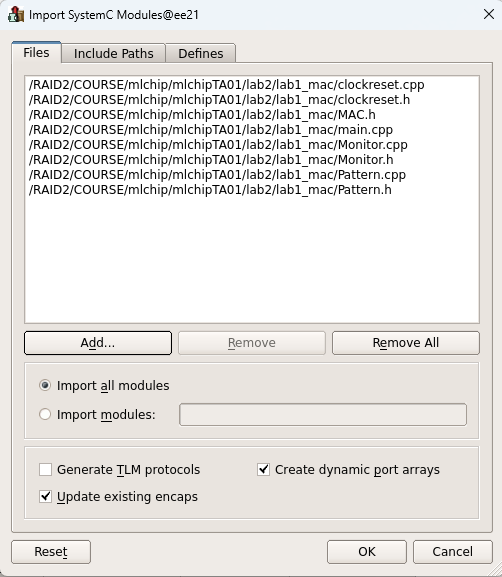 Import SystemC Modules@ee21
Files Include Paths Defines
/RAID2/COURSE/mlchip/mlchipTA01/lab2/lab1_mac/clockreset.cpp
/RAID2/COURSE/mlchip/mlchipTA01/lab2/lab1_mac/clockreset.h
/RAID2/COURSE/mlchip/mlchipTA01/lab2/lab1_mac/MAC.h
/RAID2/COURSE/mlchip/mlchipTA01/lab2/lab1_mac/main.cpp
/RAID2/COURSE/mlchip/mlchipTA01/lab2/lab1_mac/Monitor.cpp
/RAID2/COURSE/mlchip/mlchipTA01/lab2/lab1_mac/Monitor.h
/RAID2/COURSE/mlchip/mlchipTA01/lab2/lab1_mac/Pattern.cpp
/RAID2/COURSE/mlchip/mlchipTA01/lab2/lab1_mac/Pattern.h
Add... Remove Remove All
Import all modules
Import modules:
Generate TLM protocols Create dynamic port arrays
Update existing encaps
Reset OK Cancel